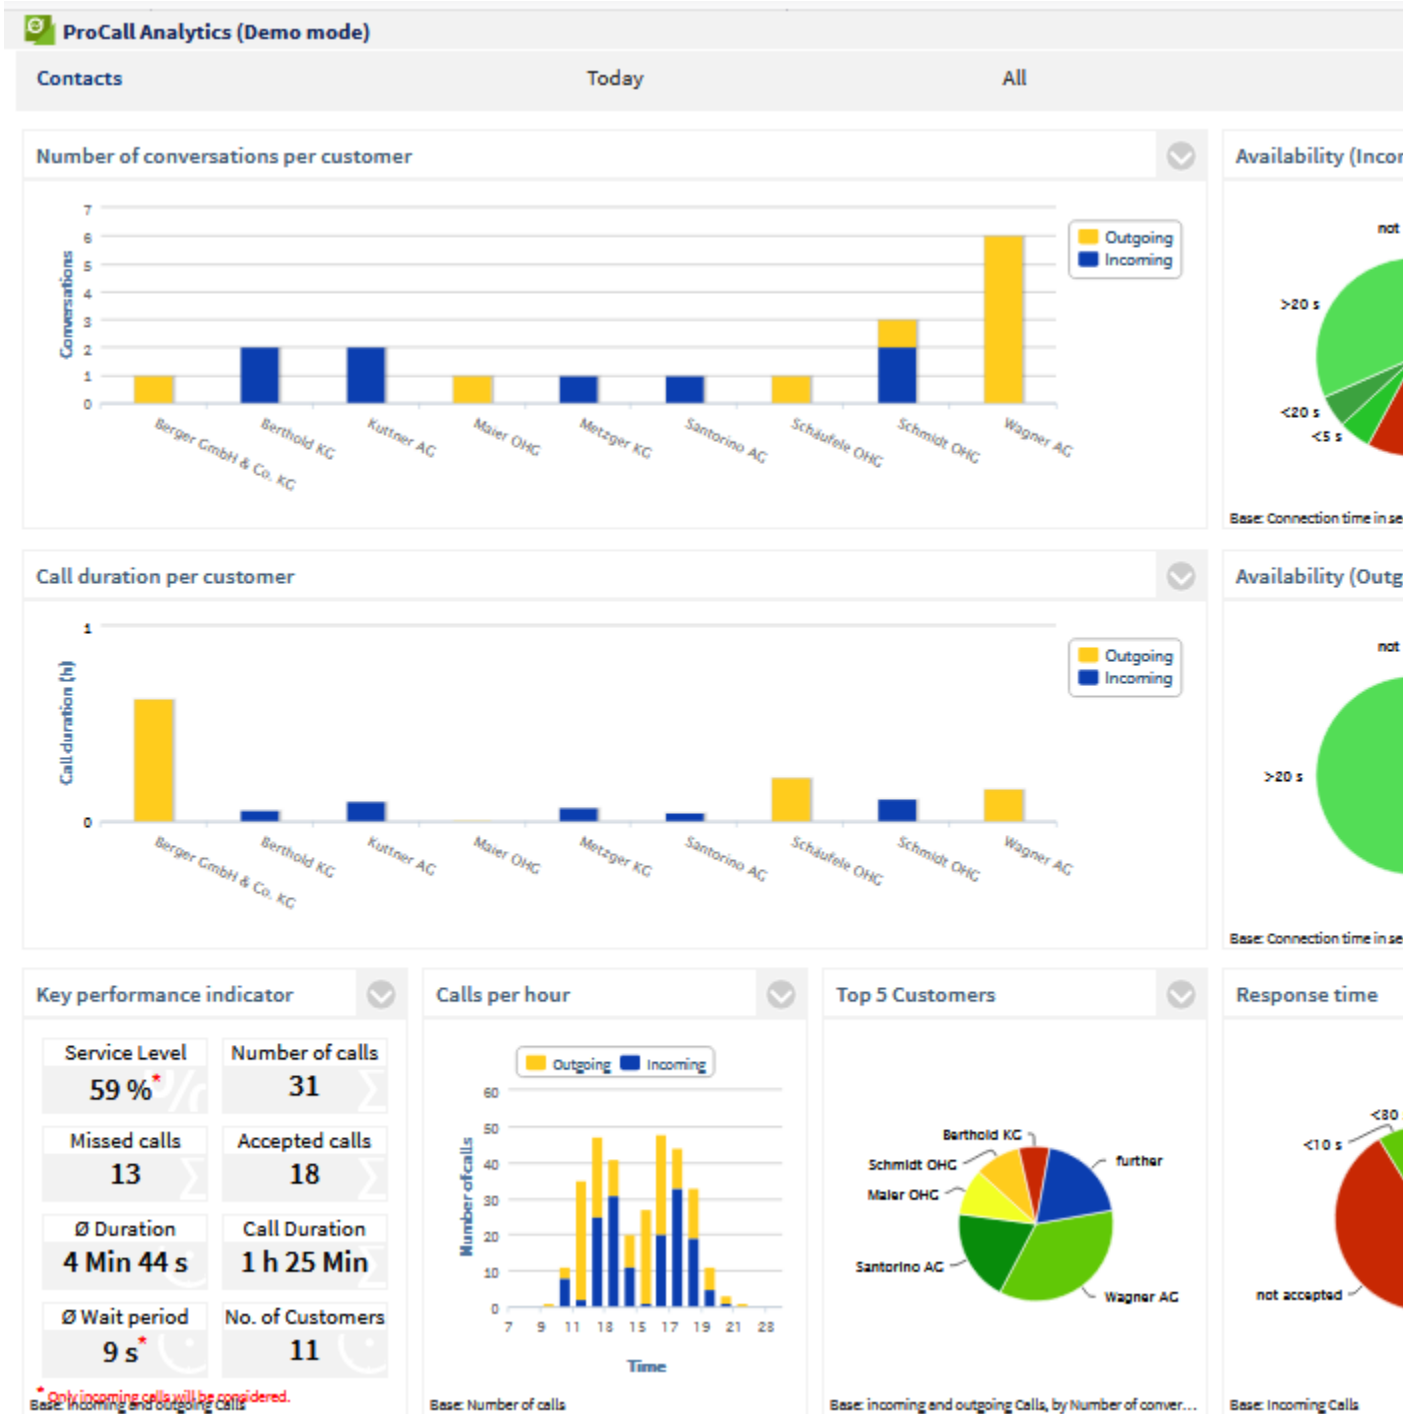 ProCall Analytics (Demo mode)
Contacts
Today
All
Number of conversations per customer
7
6
5
4
3
2
1
0
Conversations
Outgoing
Incoming
Berger GmbH & Co. KG
Berthold KG
Kuttner AG
Maier OHG
Metzger KG
Santorino AG
Schäufele OHG
Schmidt OHG
Wagner AG
Availability (Incor
not
>20 s
<20 s
<5 s
Base: Connection time in se
Call duration per customer
1
0
Call duration (h)
Outgoing
Incoming
Berger GmbH & Co. KG
Berthold KG
Kuttner AG
Maier OHG
Metzger KG
Santorino AG
Schäufele OHG
Schmidt OHG
Wagner AG
Availability (Outg
not
>20 s
Base: Connection time in se
Key performance indicator
Service Level
59 %*
Number of calls
31
Missed calls
13
Accepted calls
18
Ø Duration
4 Min 44 s
Call Duration
1 h 25 Min
Ø Wait period
9 s*
No. of Customers
11
* Only incoming calls will be considered.
Base: Incoming and outgoing Calls
Calls per hour
Outgoing
Incoming
60
50
40
30
20
10
0
Number of calls
7 9 11 13 15 17 19 21 23
Time
Base: Number of calls
Top 5 Customers
Berthold KG
Schmidt OHG
Maier OHG
Santorino AG
further
Wagner AG
Base: incoming and outgoing Calls, by Number of conver...
Response time
<30
<10 s
not accepted
Base: Incoming Calls